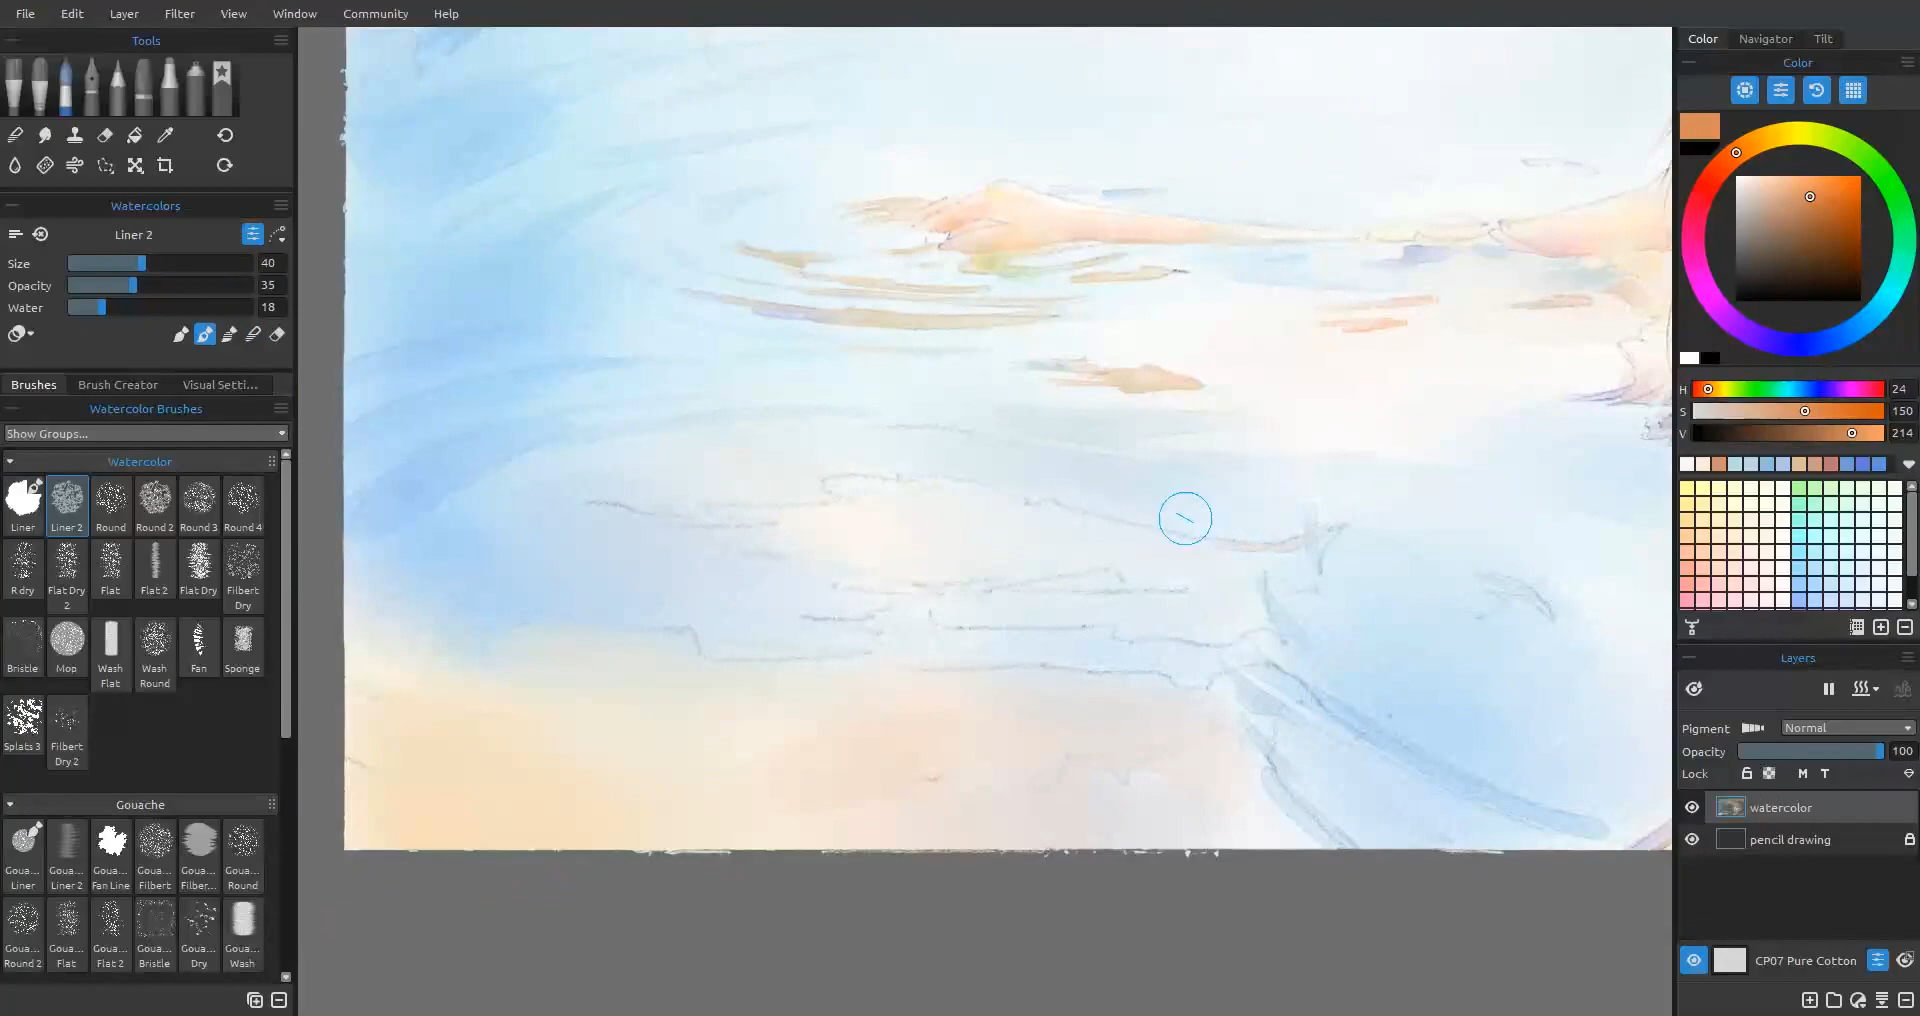 File Edit Layer Filter View Window Community Help
Tools
Watercolors
Liner 2
Size 40
Opacity 35
Water 18
Brushes Brush Creator Visual Setti...
Watercolor Brushes
Show Groups...
Watercolor
Liner Liner 2 Round Round 2 Round 3 Round 4
R dry Flat Dry 2 Flat Flat 2 Flat Dry Filbert Dry
Bristle Mop Wash Flat Wash Round Fan Sponge
Splats 3 Filbert Dry 2
Gouache
Goua... Liner Goua... Liner 2 Goua... Fan Line Goua... Filbert Goua... Filber... Goua... Round
Goua... Round 2 Goua... Flat Goua... Flat 2 Goua... Bristle Goua... Dry Goua... Wash
Color Navigator Tilt
Color
H 24
S 150
V 214
Layers
Pigment Normal
Opacity 100
Lock M T
watercolor
pencil drawing
CP07 Pure Cotton